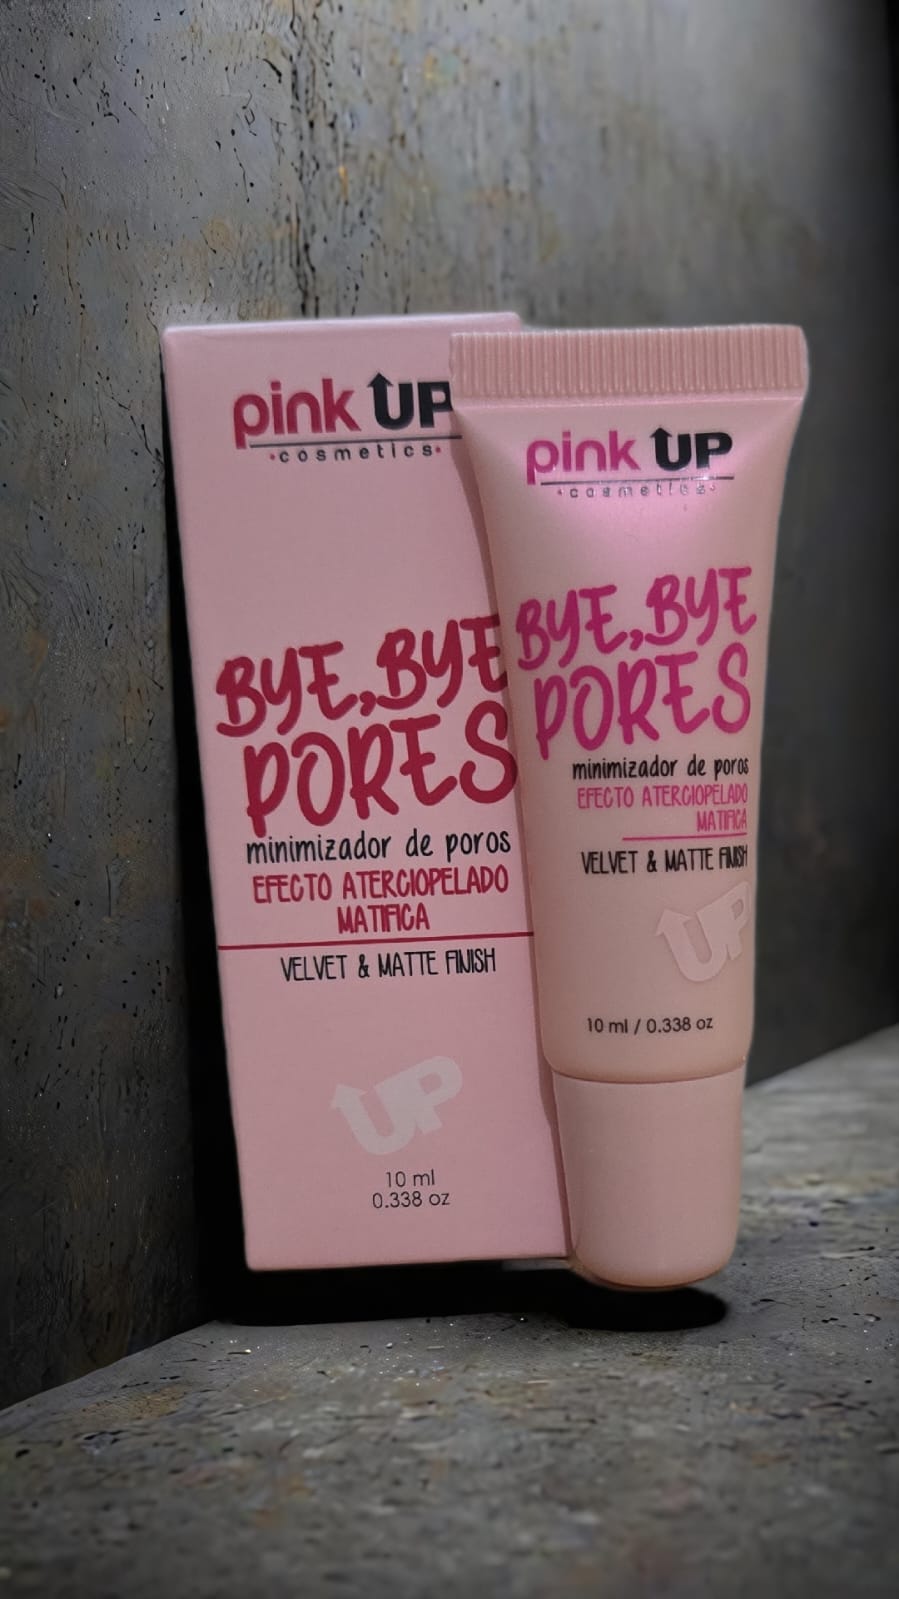 pink UP
•cosmetics•
BYE, BYE
PORES
minimizador de poros
EFECTO ATERCIOPELADO
MATIFICA
VELVET & MATTE FINISH
UP
10 ml
0.338 oz
pink UP
•cosmetics•
BYE, BYE
PORES
minimizador de poros
EFECTO ATERCIOPELADO
MATIFICA
VELVET & MATTE FINISH
UP
10 ml / 0.338 oz